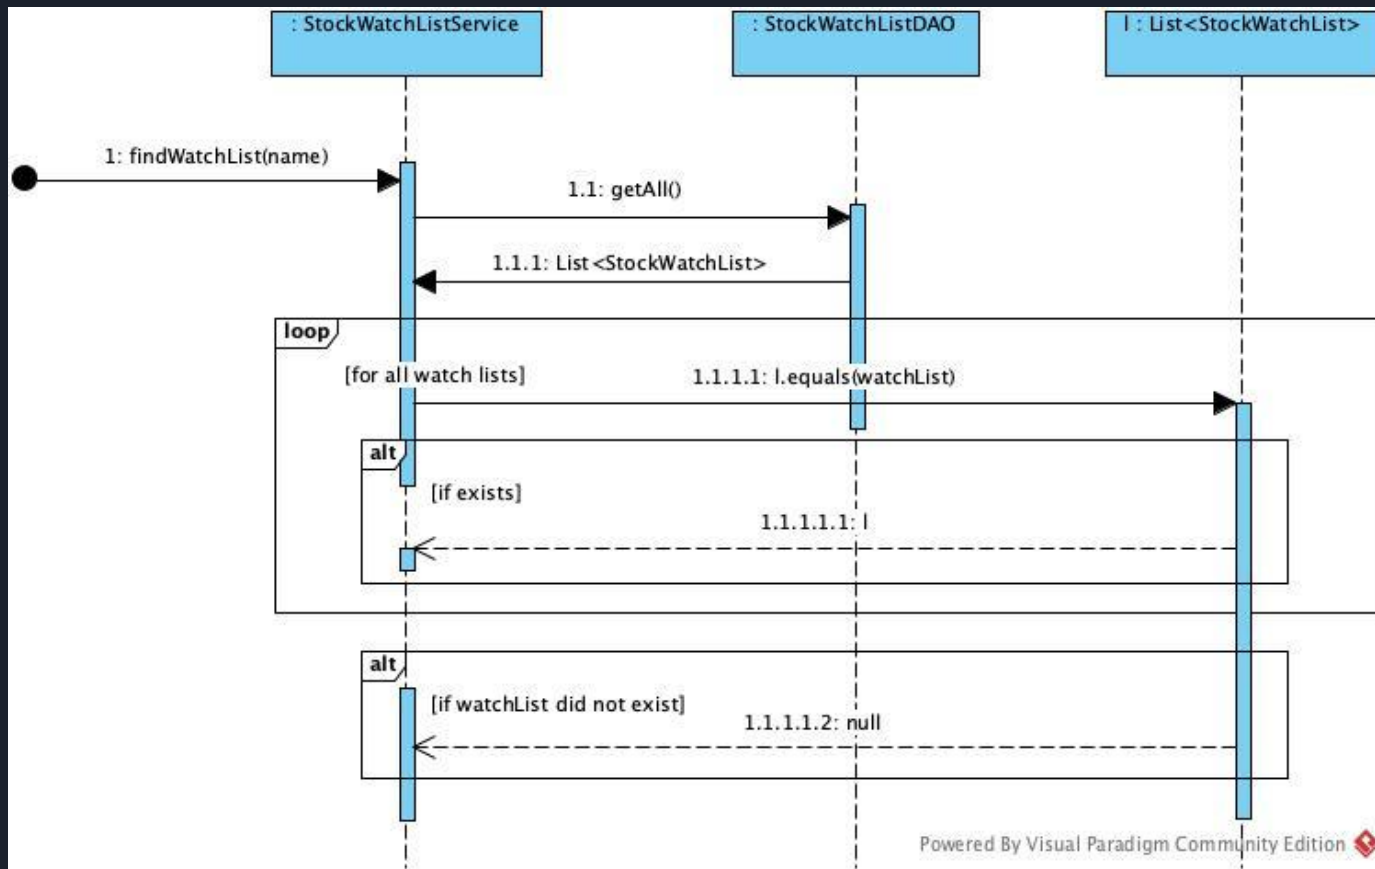 : StockWatchListService
: StockWatchListDAO
l : List<StockWatchList>
1: findWatchList(name)
1.1: getAll()
1.1.1: List<StockWatchList>
loop
[for all watch lists]
1.1.1.1: l.equals(watchList)
alt
[if exists]
1.1.1.1.1: l
alt
[if watchList did not exist]
1.1.1.1.2: null
Powered By Visual Paradigm Community Edition